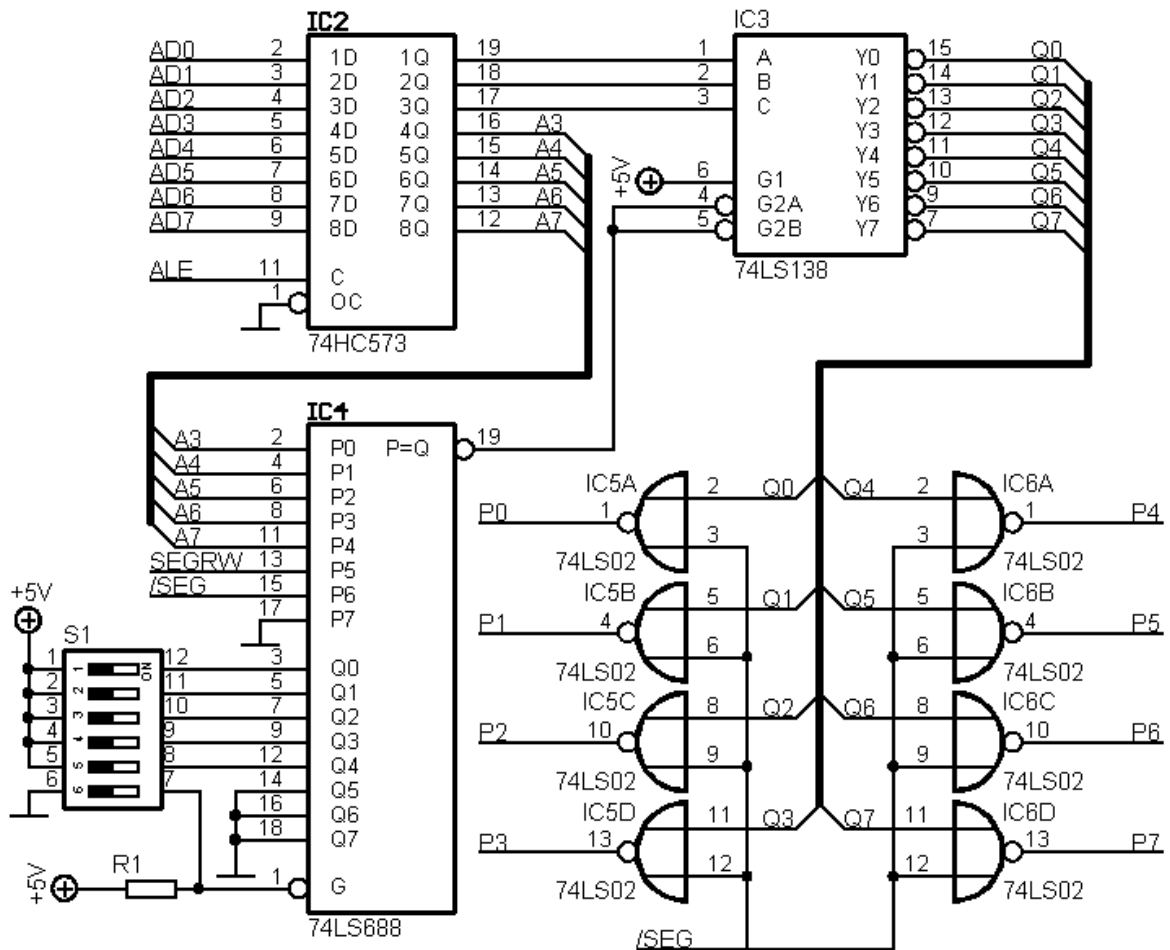 IC2
AD0 2 1D 1Q 19
AD1 3 2D 2Q 18
AD2 4 3D 3Q 17
AD3 5 4D 4Q 16 A3
AD4 6 5D 5Q 15 A4
AD5 7 6D 6Q 14 A5
AD6 8 7D 7Q 13 A6
AD7 9 8D 8Q 12 A7
ALE 11 C
1 OC
74HC573
IC3
1 A Y0 15 Q0
2 B Y1 14 Q1
3 C Y2 13 Q2
Y3 12 Q3
Y4 11 Q4
+5V 6 G1 Y5 10 Q5
4 G2A Y6 9 Q6
5 G2B Y7 7 Q7
74LS138
IC4
A3 2 P0 P=Q 19
A4 4 P1
A5 6 P2
A6 8 P3
A7 11 P4
SEGRW 13 P5
/SEG 15 P6
17 P7
+5V
S1
ON
1 1 12 3 Q0
2 2 11 5 Q1
3 3 10 7 Q2
4 4 9 9 Q3
5 5 8 12 Q4
6 6 7 14 Q5
16 Q6
18 Q7
+5V R1 1 G
74LS688
IC5A IC6A
P0 1 2 Q0 Q4 2 1 P4
3 3
74LS02 74LS02
IC5B IC6B
P1 4 5 Q1 Q5 5 4 P5
6 6
74LS02 74LS02
IC5C IC6C
P2 10 8 Q2 Q6 8 10 P6
9 9
74LS02 74LS02
IC5D IC6D
P3 13 11 Q3 Q7 11 13 P7
12 12
74LS02 74LS02
/SEG